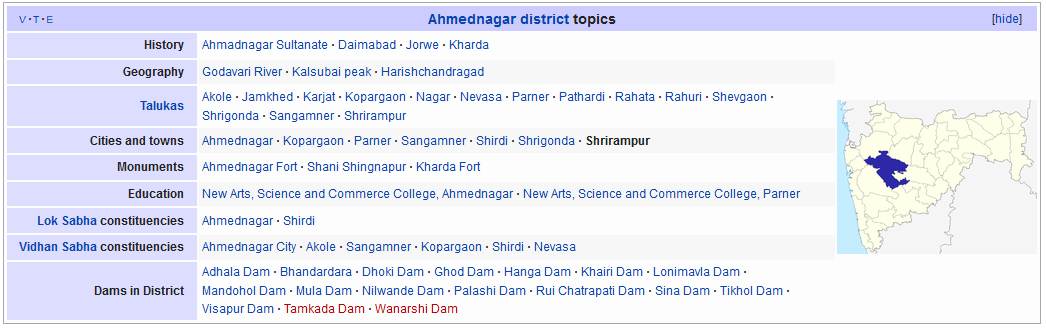 V · T · E Ahmednagar district topics [hide]
History Ahmadnagar Sultanate · Daimabad · Jorwe · Kharda
Geography Godavari River · Kalsubai peak · Harishchandragad
Talukas Akole · Jamkhed · Karjat · Kopargaon · Nagar · Nevasa · Parner · Pathardi · Rahata · Rahuri · Shevgaon ·
Shrigonda · Sangamner · Shrirampur
Cities and towns Ahmednagar · Kopargaon · Parner · Sangamner · Shirdi · Shrigonda · Shrirampur
Monuments Ahmednagar Fort · Shani Shingnapur · Kharda Fort
Education New Arts, Science and Commerce College, Ahmednagar · New Arts, Science and Commerce College, Parner
Lok Sabha constituencies Ahmednagar · Shirdi
Vidhan Sabha constituencies Ahmednagar City · Akole · Sangamner · Kopargaon · Shirdi · Nevasa
Dams in District Adhala Dam · Bhandardara · Dhoki Dam · Ghod Dam · Hanga Dam · Khairi Dam · Lonimavla Dam ·
Mandohol Dam · Mula Dam · Nilwande Dam · Palashi Dam · Rui Chatrapati Dam · Sina Dam · Tikhol Dam ·
Visapur Dam · Tamkada Dam · Wanarshi Dam